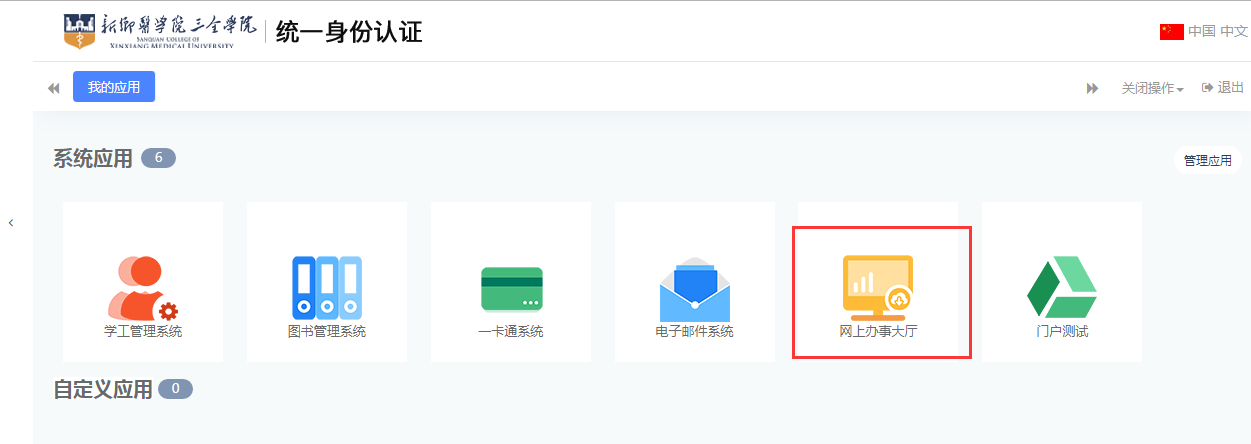 新乡医学院三全学院
SANQUAN COLLEGE OF
XINXIANG MEDICAL UNIVERSITY
统一身份认证
中国 中文
我的应用
关闭操作
退出
系统应用 6
管理应用
学工管理系统
图书管理系统
一卡通系统
电子邮件系统
网上办事大厅
门户测试
自定义应用 0